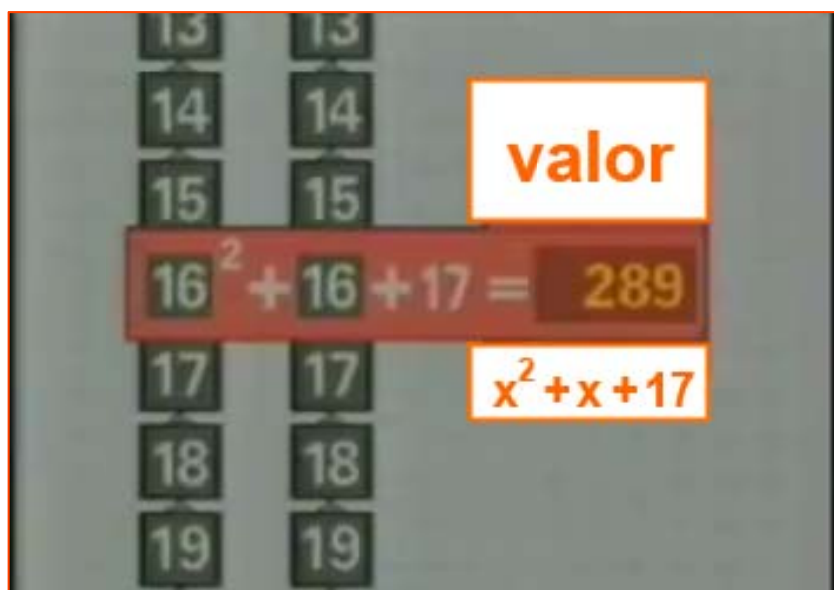 13 13
14 14
valor
15 15
16² + 16 + 17 = 289
17 17
x² + x + 17
18 18
19 19